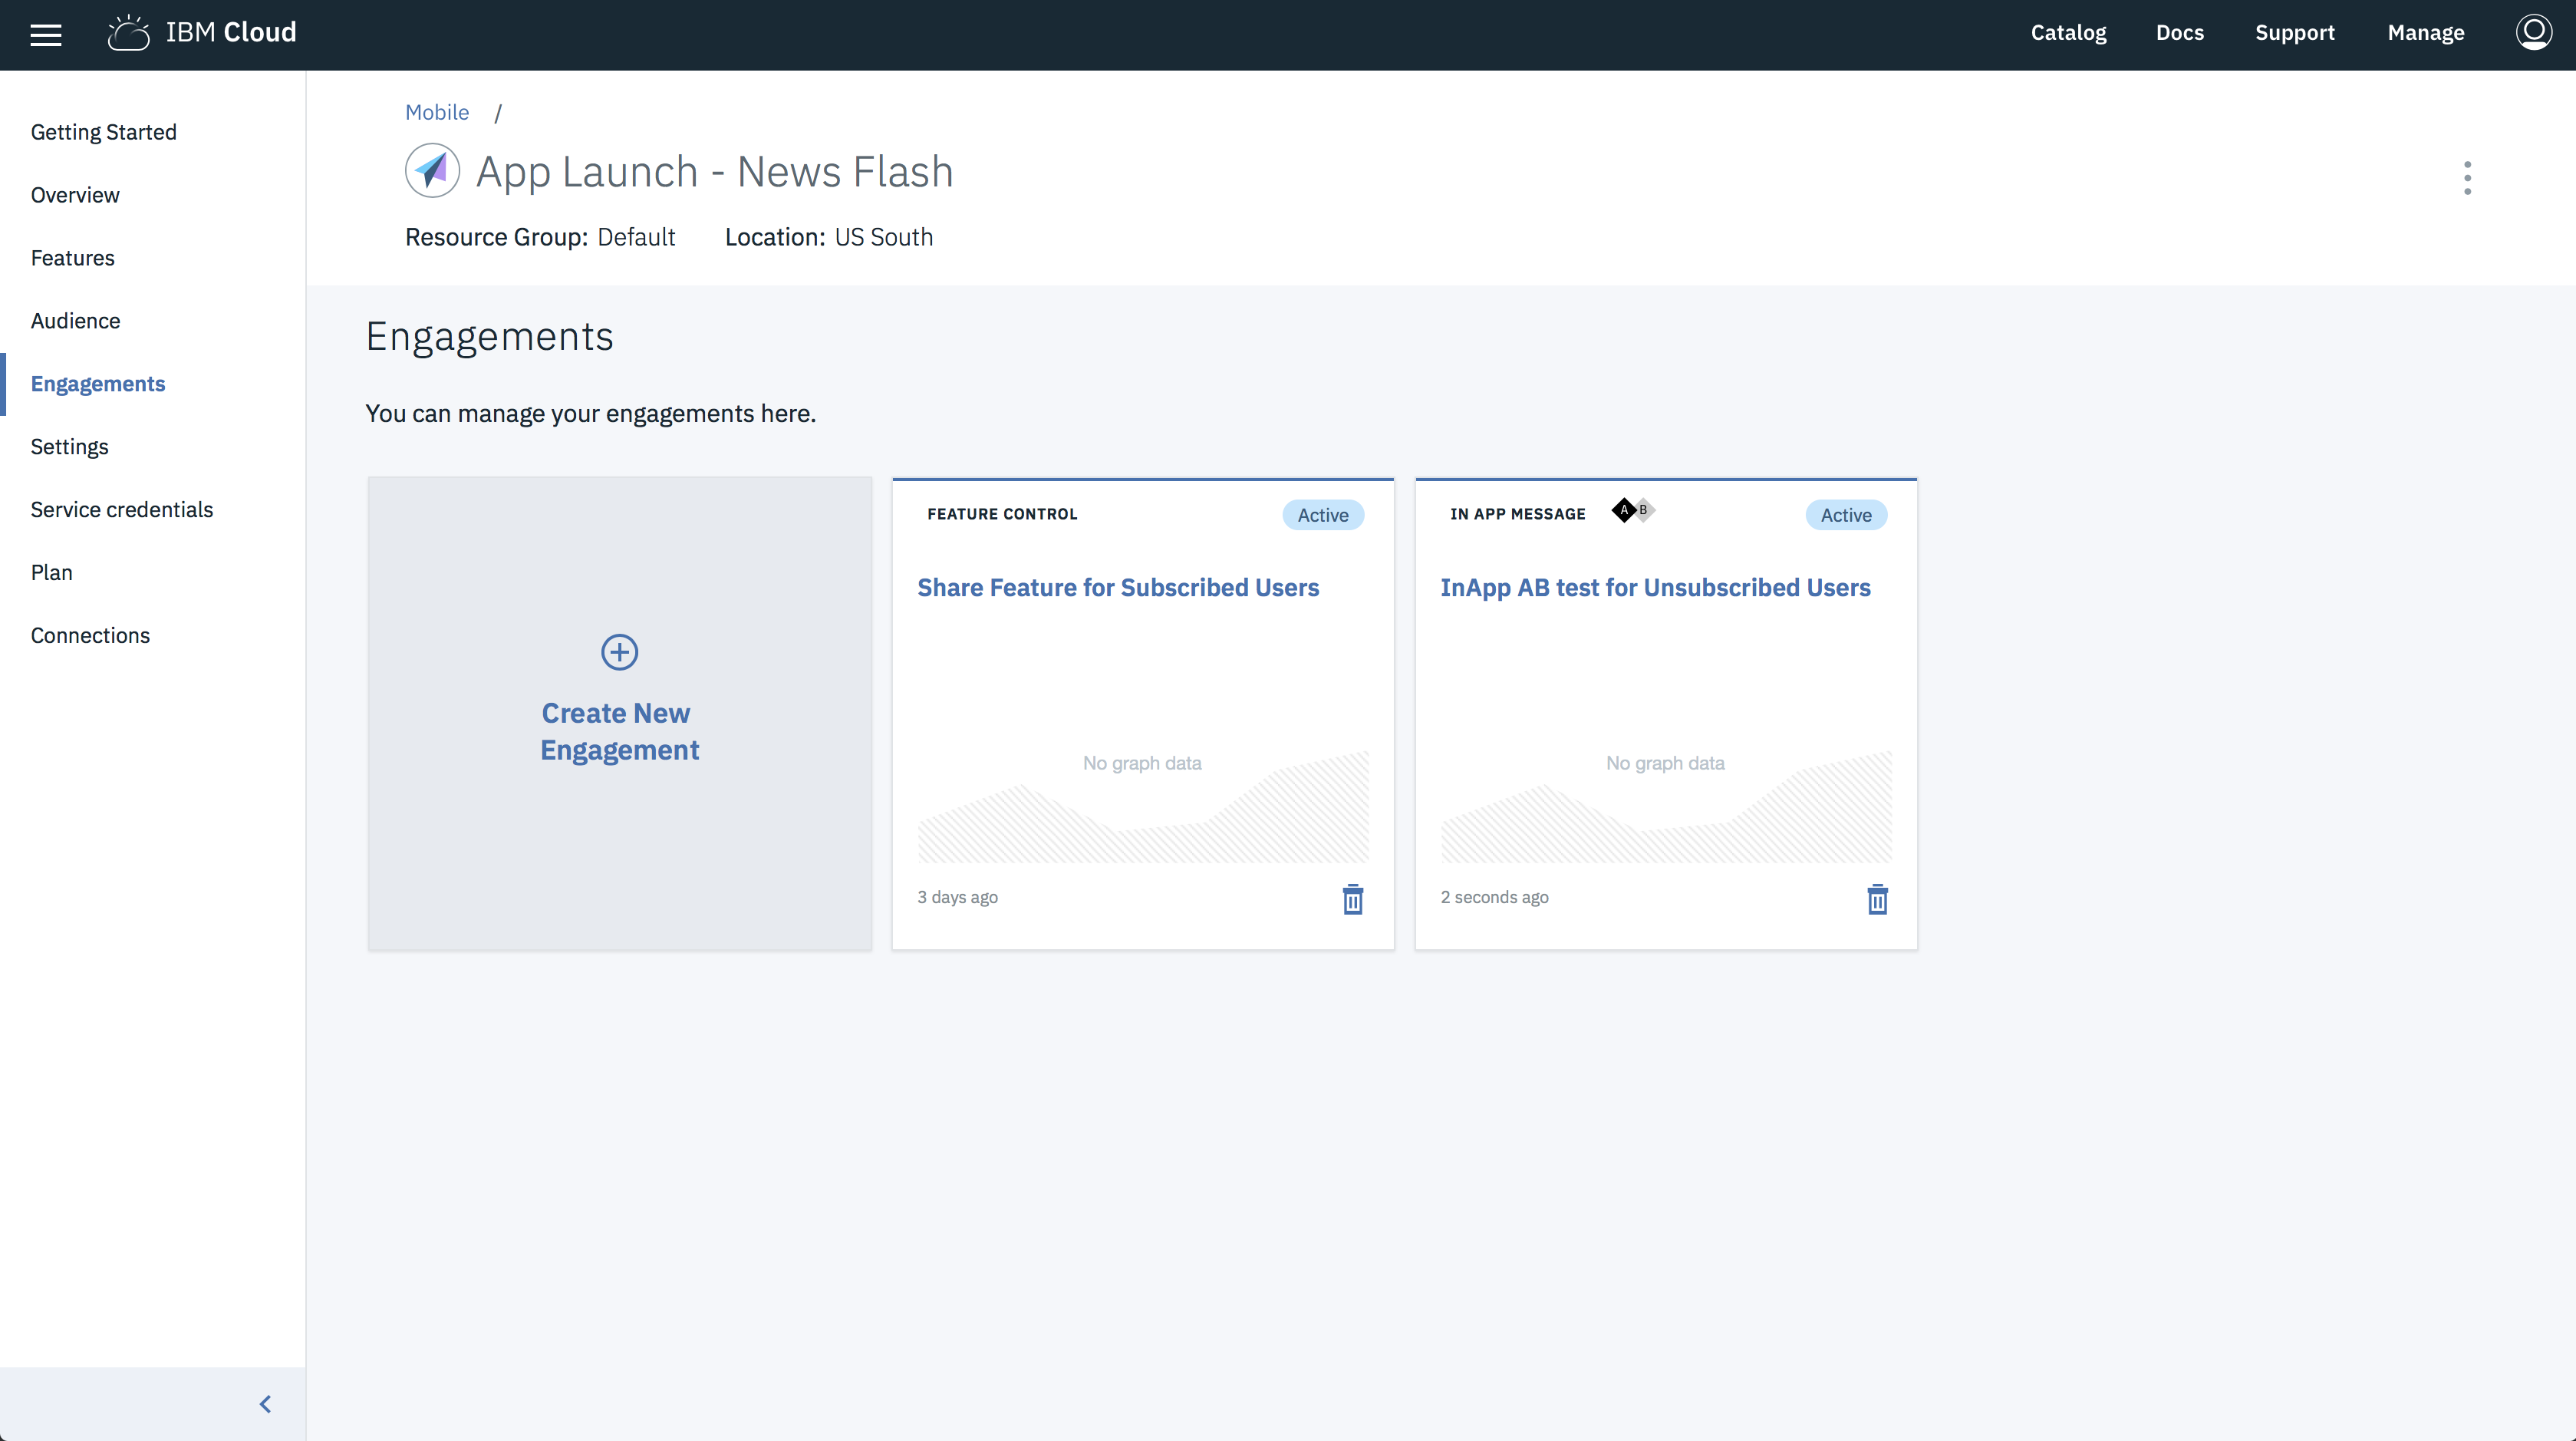 IBM Cloud
Catalog Docs Support Manage
Getting Started
Overview
Features
Audience
Engagements
Settings
Service credentials
Plan
Connections
Mobile /
App Launch - News Flash
Resource Group: Default Location: US South
Engagements
You can manage your engagements here.
Create New
Engagement
FEATURE CONTROL Active
Share Feature for Subscribed Users
No graph data
3 days ago
IN APP MESSAGE A B Active
InApp AB test for Unsubscribed Users
No graph data
2 seconds ago